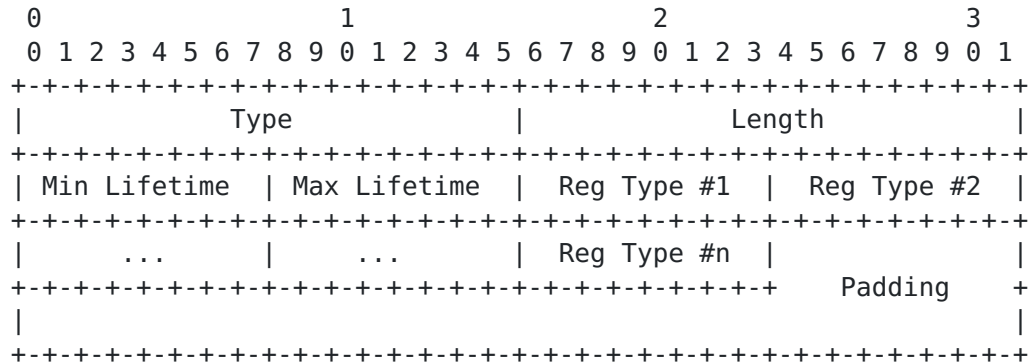 0                   1                   2                   3
 0 1 2 3 4 5 6 7 8 9 0 1 2 3 4 5 6 7 8 9 0 1 2 3 4 5 6 7 8 9 0 1
+-+-+-+-+-+-+-+-+-+-+-+-+-+-+-+-+-+-+-+-+-+-+-+-+-+-+-+-+-+-+-+-+
|             Type              |             Length            |
+-+-+-+-+-+-+-+-+-+-+-+-+-+-+-+-+-+-+-+-+-+-+-+-+-+-+-+-+-+-+-+-+
| Min Lifetime  | Max Lifetime  |  Reg Type #1  |  Reg Type #2  |
+-+-+-+-+-+-+-+-+-+-+-+-+-+-+-+-+-+-+-+-+-+-+-+-+-+-+-+-+-+-+-+-+
|      ...      |     ...       |  Reg Type #n  |               |
+-+-+-+-+-+-+-+-+-+-+-+-+-+-+-+-+-+-+-+-+-+-+-+-+    Padding    +
|                                                               |
+-+-+-+-+-+-+-+-+-+-+-+-+-+-+-+-+-+-+-+-+-+-+-+-+-+-+-+-+-+-+-+-+